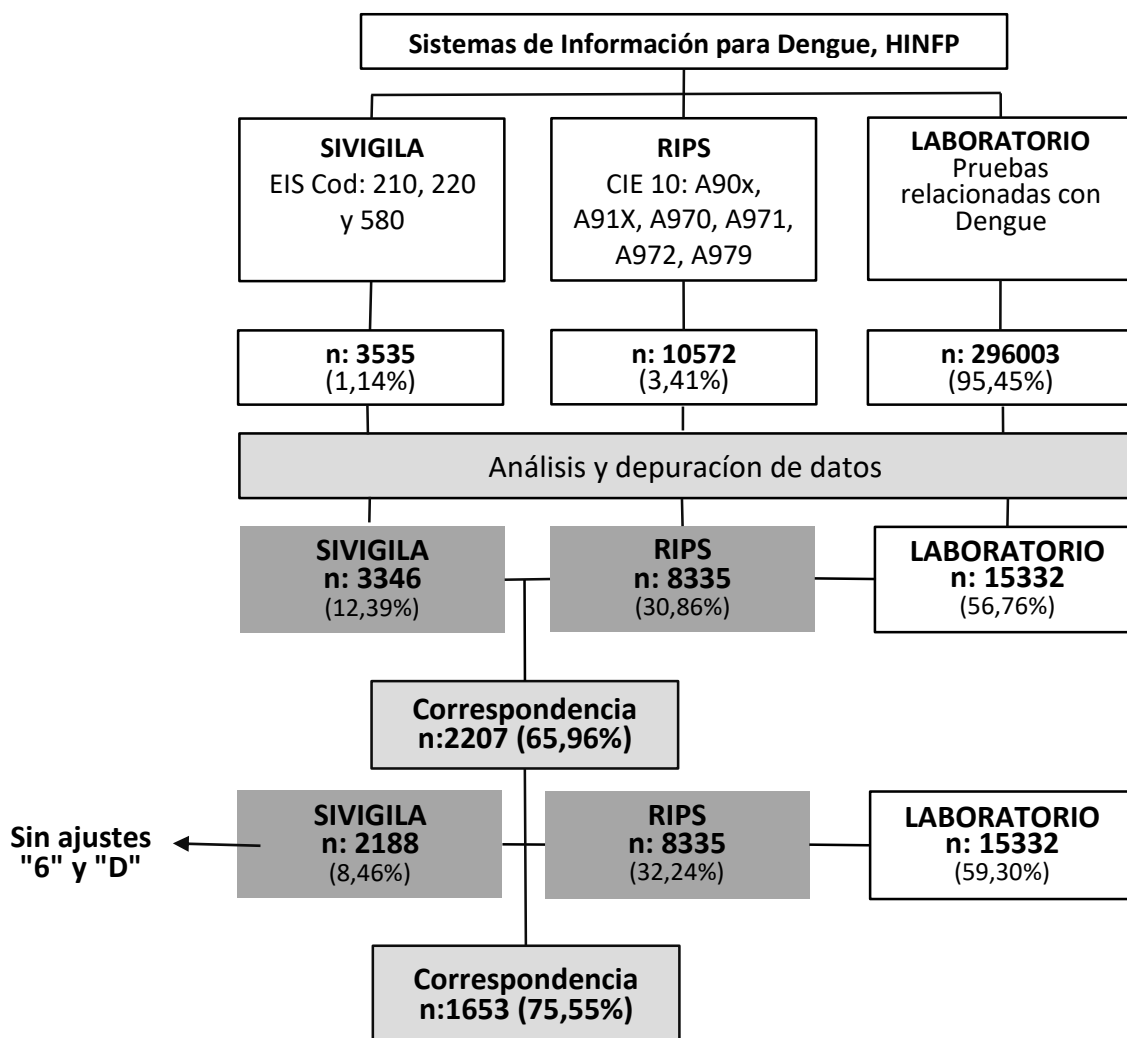 Sistemas de Información para Dengue, HINFP
SIVIGILA
EIS Cod: 210, 220
y 580
RIPS
CIE 10: A90x,
A91X, A970, A971,
A972, A979
LABORATORIO
Pruebas
relacionadas con
Dengue
n: 3535
(1,14%)
n: 10572
(3,41%)
n: 296003
(95,45%)
Análisis y depuracíon de datos
SIVIGILA
n: 3346
(12,39%)
RIPS
n: 8335
(30,86%)
LABORATORIO
n: 15332
(56,76%)
Correspondencia
n:2207 (65,96%)
Sin ajustes
"6" y "D"
SIVIGILA
n: 2188
(8,46%)
RIPS
n: 8335
(32,24%)
LABORATORIO
n: 15332
(59,30%)
Correspondencia
n:1653 (75,55%)